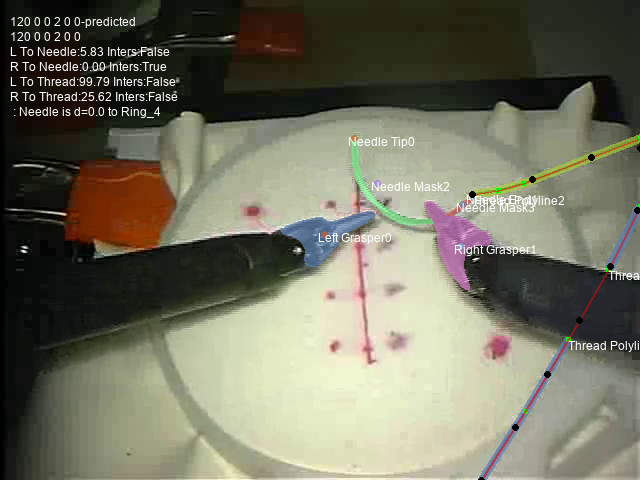 120 0 0 2 0 0-predicted
120 0 0 2 0 0
L To Needle:5.83 Inters:False
R To Needle:0.00 Inters:True
L To Thread:99.79 Inters:False
R To Thread:25.62 Inters:False
: Needle is d=0.0 to Ring_4
Needle Tip0
Needle Mask2
Polyline2
Needle Mask3
Left Grasper0
Right Grasper1
Threa
Thread Polyli